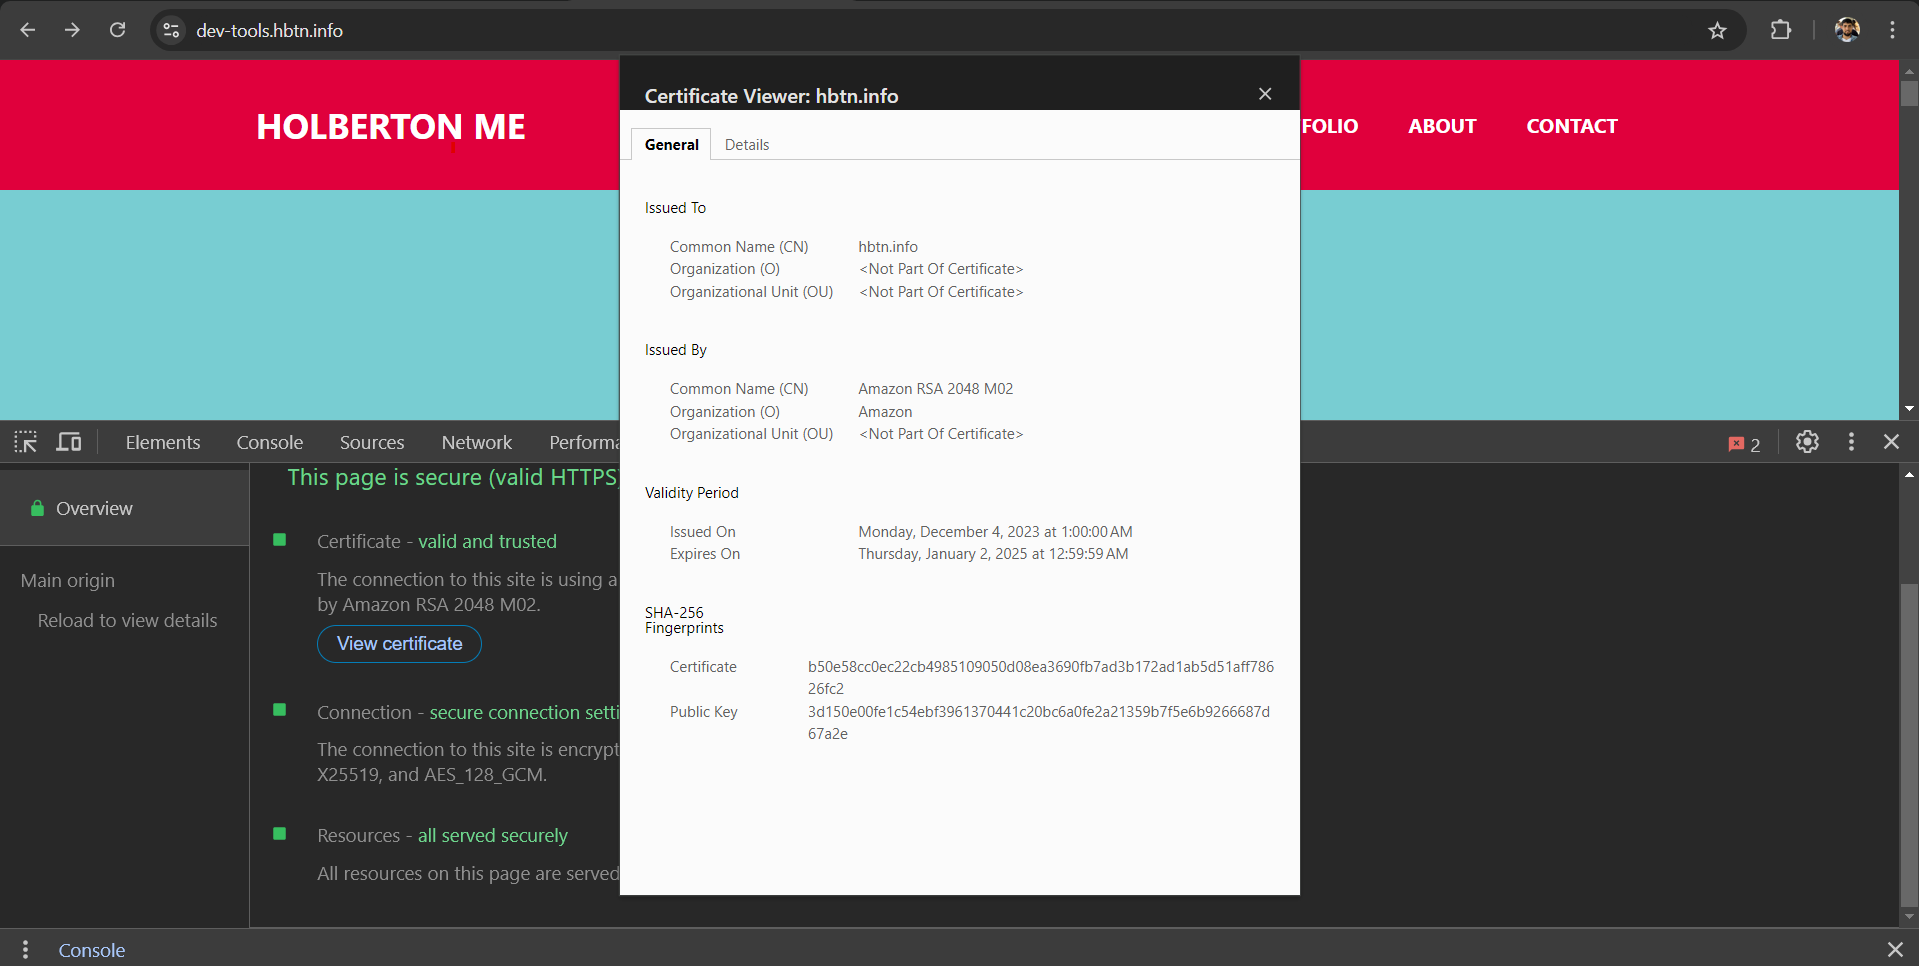 dev-tools.hbtn.info
HOLBERTON ME
FOLIO
ABOUT
CONTACT
Certificate Viewer: hbtn.info
General
Details
Issued To
Common Name (CN) hbtn.info
Organization (O) <Not Part Of Certificate>
Organizational Unit (OU) <Not Part Of Certificate>
Issued By
Common Name (CN) Amazon RSA 2048 M02
Organization (O) Amazon
Organizational Unit (OU) <Not Part Of Certificate>
Validity Period
Issued On Monday, December 4, 2023 at 1:00:00 AM
Expires On Thursday, January 2, 2025 at 12:59:59 AM
SHA-256
Fingerprints
Certificate b50e58cc0ec22cb4985109050d08ea3690fb7ad3b172ad1ab5d51aff786
26fc2
Public Key 3d150e00fe1c54ebf3961370441c20bc6a0fe2a21359b7f5e6b9266687d
67a2e
Elements Console Sources Network Performa
2
Overview
Main origin
Reload to view details
This page is secure (valid HTTPS)
Certificate - valid and trusted
The connection to this site is using a
by Amazon RSA 2048 M02.
View certificate
Connection - secure connection setti
The connection to this site is encrypt
X25519, and AES_128_GCM.
Resources - all served securely
All resources on this page are served
Console